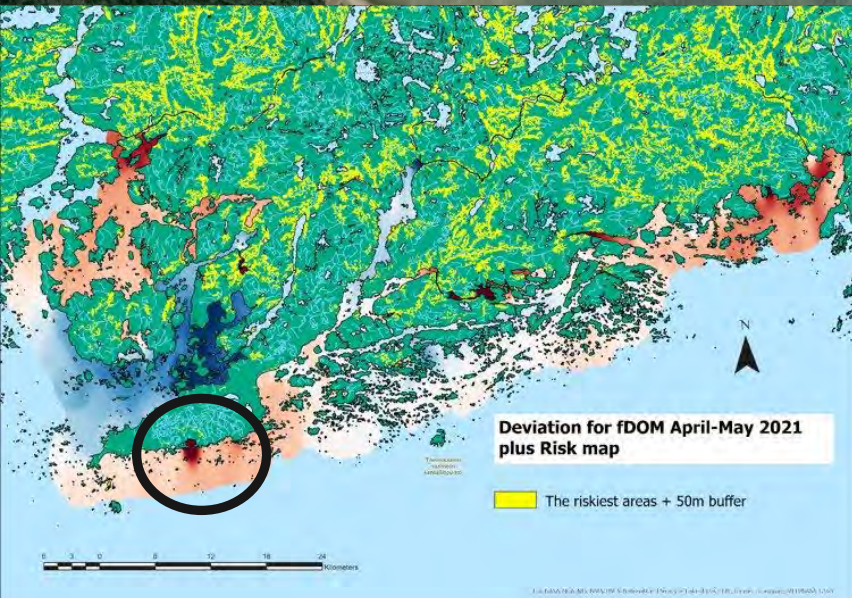 N
Deviation for fDOM April-May 2021
plus Risk map
The riskiest areas + 50m buffer
6 3 0 6 12 18 24
Kilometers